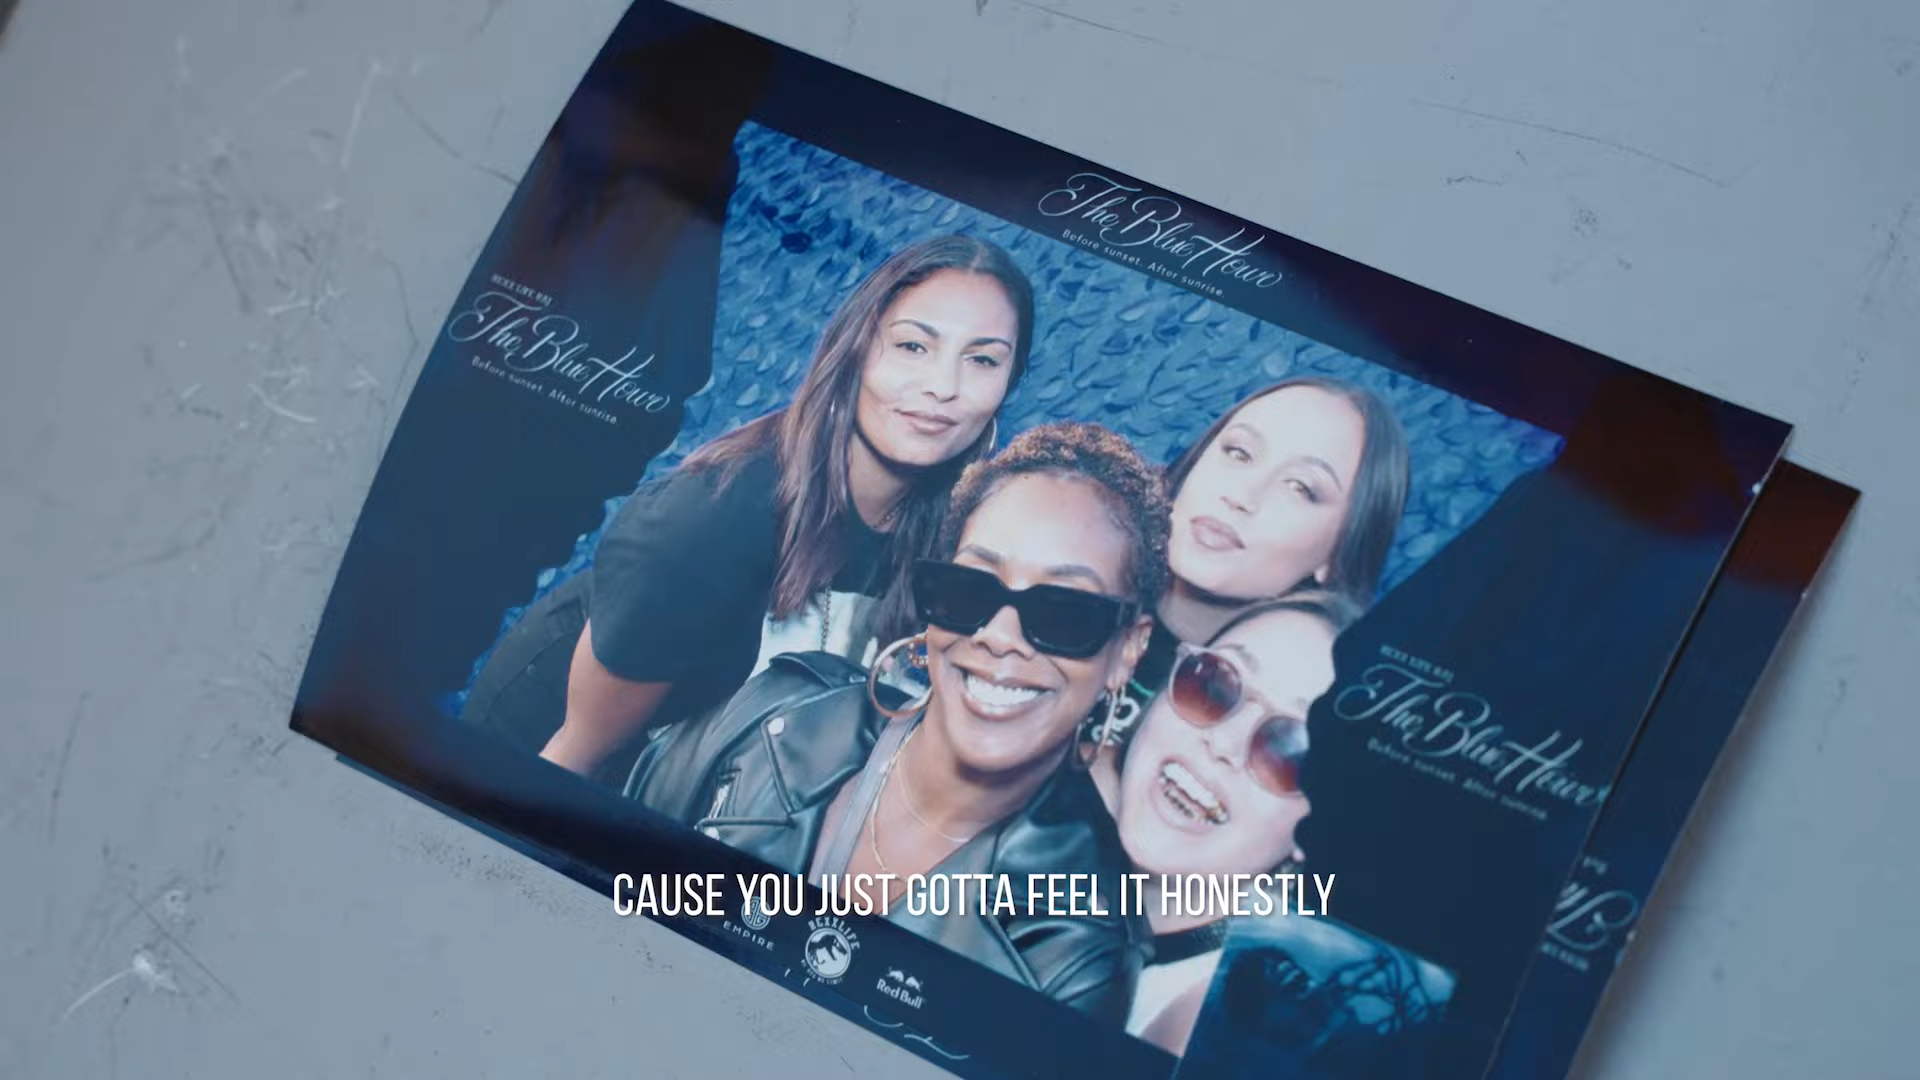 The Blue Hour
Before sunset. After sunrise.
The Blue Hour
Before sunset. After sunrise.
The Blue Hour
Before sunset. After sunrise.
CAUSE YOU JUST GOTTA FEEL IT HONESTLY
EMPIRE
Red Bull